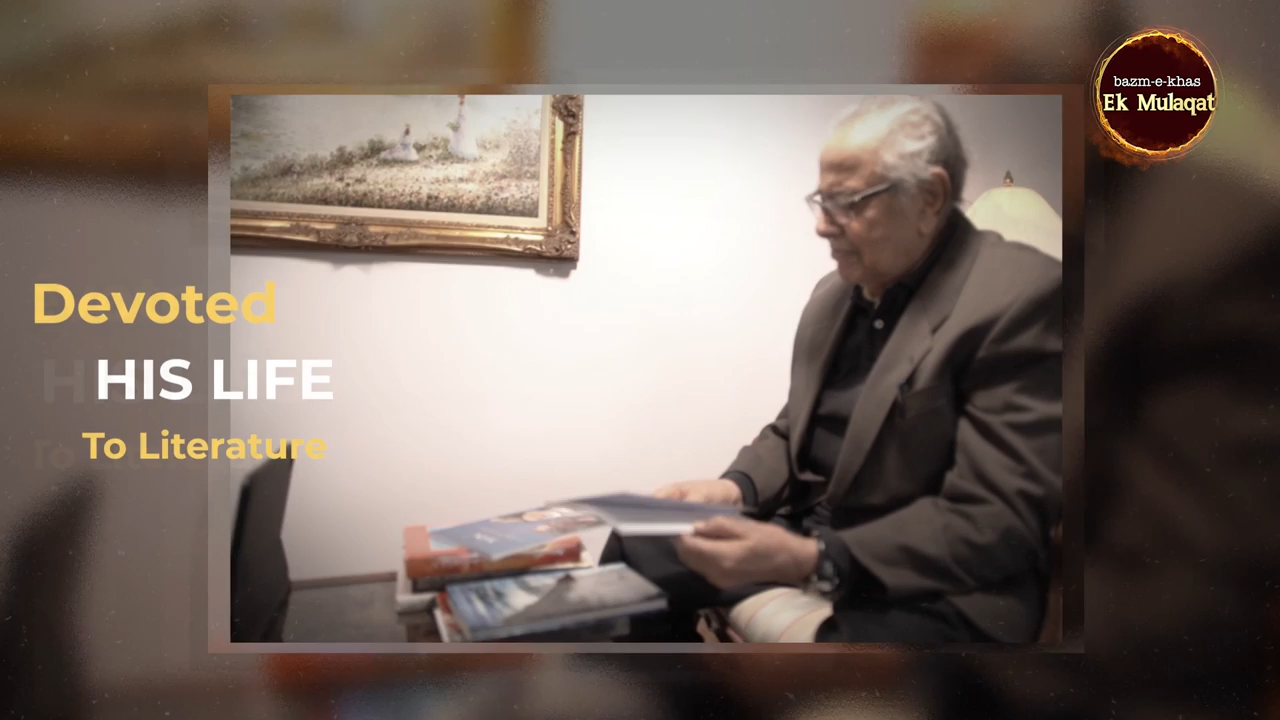 bazm-e-khas
Ek Mulaqat
Devoted
HIS LIFE
To Literature